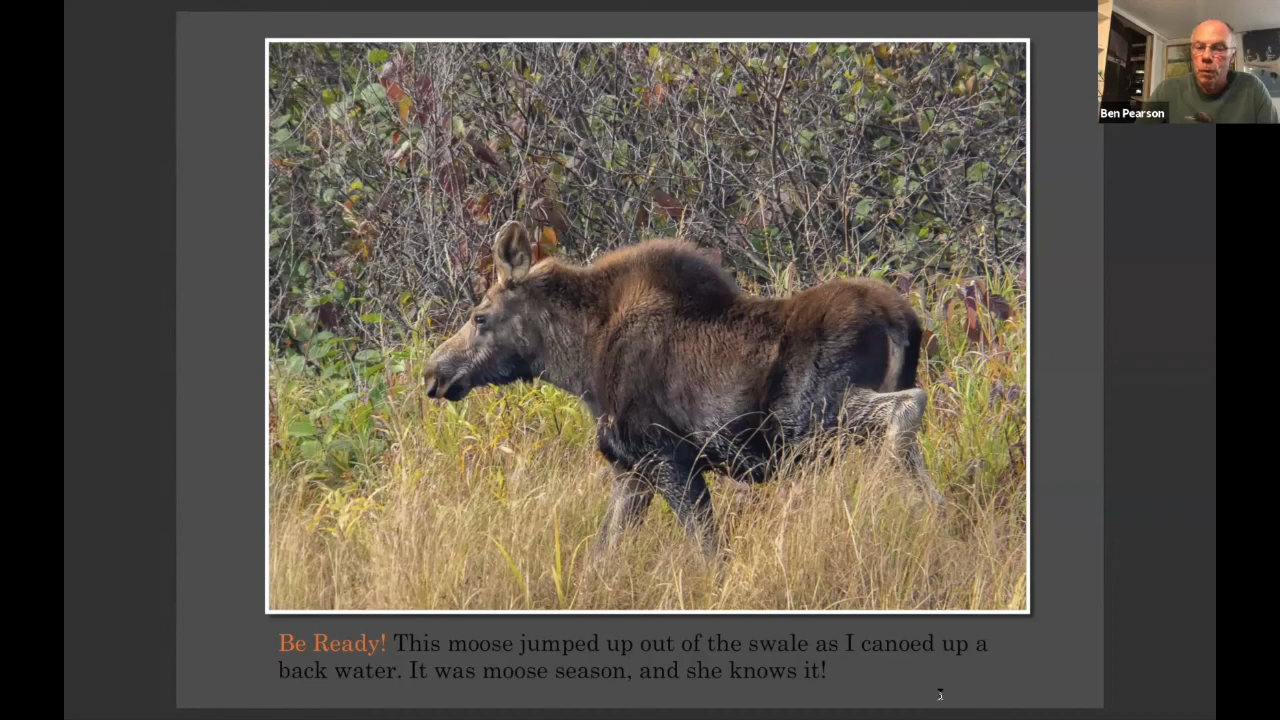 Ben Pearson
Be Ready! This moose jumped up out of the swale as I canoed up a
back water. It was moose season, and she knows it!